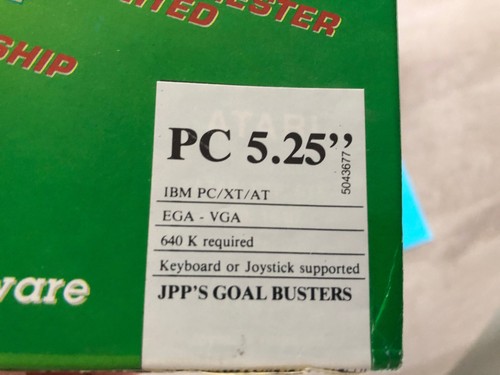 ESTER
ITED
SHIP
PC 5.25”
5043677
IBM PC/XT/AT
EGA - VGA
640 K required
Keyboard or Joystick supported
JPP'S GOAL BUSTERS
ware